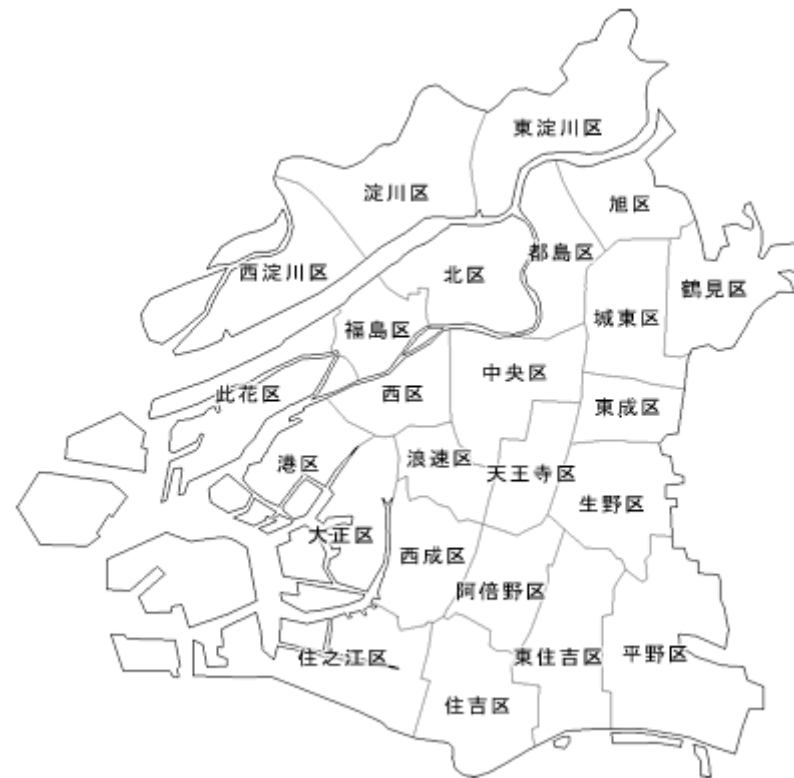 東淀川区
淀川区
旭区
都島区
西淀川区
北区
鶴見区
城東区
福島区
中央区
此花区
西区
東成区
港区
浪速区
天王寺区
生野区
大正区
西成区
阿倍野区
住之江区
東住吉区
平野区
住吉区